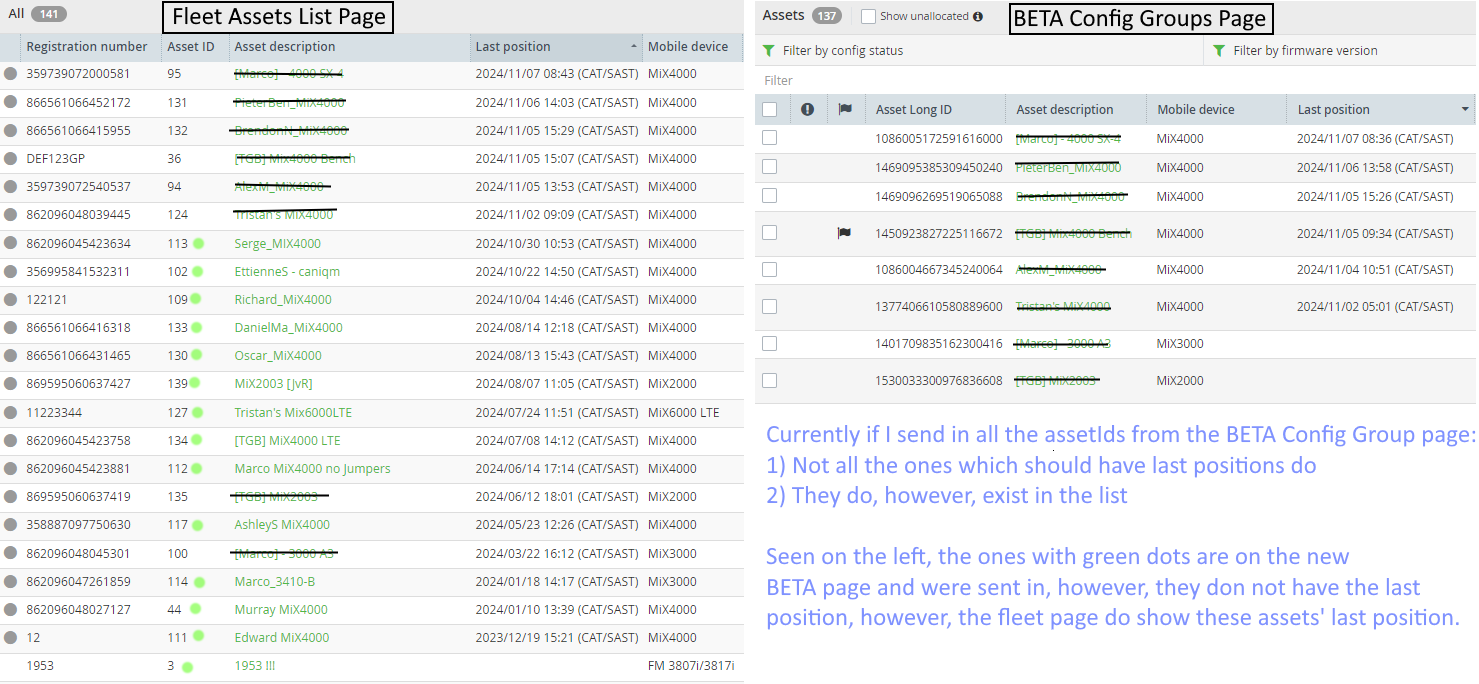 All 141
Fleet Assets List Page
Registration number Asset ID Asset description Last position Mobile device
359739072000581 95 [Marco] - 4000 SX-4 2024/11/07 08:43 (CAT/SAST) MiX4000
866561066452172 131 PieterBen_MiX4000 2024/11/06 14:03 (CAT/SAST) MiX4000
866561066415955 132 BrendonN_MiX4000 2024/11/05 15:29 (CAT/SAST) MiX4000
DEF123GP 36 [TGB] Mix4000 Bench 2024/11/05 15:07 (CAT/SAST) MiX4000
359739072540537 94 AlexM_MiX4000 2024/11/05 13:53 (CAT/SAST) MiX4000
862096048039445 124 Tristan's MiX4000 2024/11/02 09:09 (CAT/SAST) MiX4000
862096045423634 113 Serge_MIX4000 2024/10/30 10:53 (CAT/SAST) MiX4000
356995841532311 102 EttienneS - caniqm 2024/10/22 14:50 (CAT/SAST) MiX4000
122121 109 Richard_MiX4000 2024/10/04 14:46 (CAT/SAST) MiX4000
866561066416318 133 DanielMa_MiX4000 2024/08/14 12:18 (CAT/SAST) MiX4000
866561066431465 130 Oscar_MiX4000 2024/08/13 15:43 (CAT/SAST) MiX4000
869595060637427 139 MiX2003 [JvR] 2024/08/07 11:05 (CAT/SAST) MiX2000
11223344 127 Tristan's Mix6000LTE 2024/07/24 11:51 (CAT/SAST) MiX6000 LTE
862096045423758 134 [TGB] MiX4000 LTE 2024/07/08 14:12 (CAT/SAST) MiX4000
862096045423881 112 Marco MiX4000 no Jumpers 2024/06/14 17:14 (CAT/SAST) MiX4000
869595060637419 135 [TGB] MiX2003 2024/06/12 18:01 (CAT/SAST) MiX2000
358887097750630 117 AshleyS MiX4000 2024/05/23 12:26 (CAT/SAST) MiX4000
862096048045301 100 [Marco] - 3000 A3 2024/03/22 16:12 (CAT/SAST) MiX3000
862096047261859 114 Marco_3410-B 2024/01/18 14:17 (CAT/SAST) MiX3000
862096048027127 44 Murray MiX4000 2024/01/10 13:39 (CAT/SAST) MiX4000
12 111 Edward MiX4000 2023/12/19 15:21 (CAT/SAST) MiX4000
1953 3 1953 !!! FM 3807i/3817i
Assets 137 Show unallocated
BETA Config Groups Page
Filter by config status Filter by firmware version
Filter
Asset Long ID Asset description Mobile device Last position
1086005172591616000 [Marco] - 4000 SX-4 MiX4000 2024/11/07 08:36 (CAT/SAST)
1469095385309450240 PieterBen_MiX4000 MiX4000 2024/11/06 13:58 (CAT/SAST)
1469096269519065088 BrendonN_MiX4000 MiX4000 2024/11/05 15:26 (CAT/SAST)
1450923827225116672 [TGB] Mix4000 Bench MiX4000 2024/11/05 09:34 (CAT/SAST)
1086004667345240064 AlexM_MiX4000 MiX4000 2024/11/04 10:51 (CAT/SAST)
1377406610580889600 Tristan's MiX4000 MiX4000 2024/11/02 05:01 (CAT/SAST)
1401709835162300416 [Marco] - 3000 A3 MiX3000
1530033300976836608 [TGB] MiX2003 MiX2000
Currently if I send in all the assetIds from the BETA Config Group page:
1) Not all the ones which should have last positions do
2) They do, however, exist in the list
Seen on the left, the ones with green dots are on the new
BETA page and were sent in, however, they don not have the last
position, however, the fleet page do show these assets' last position.